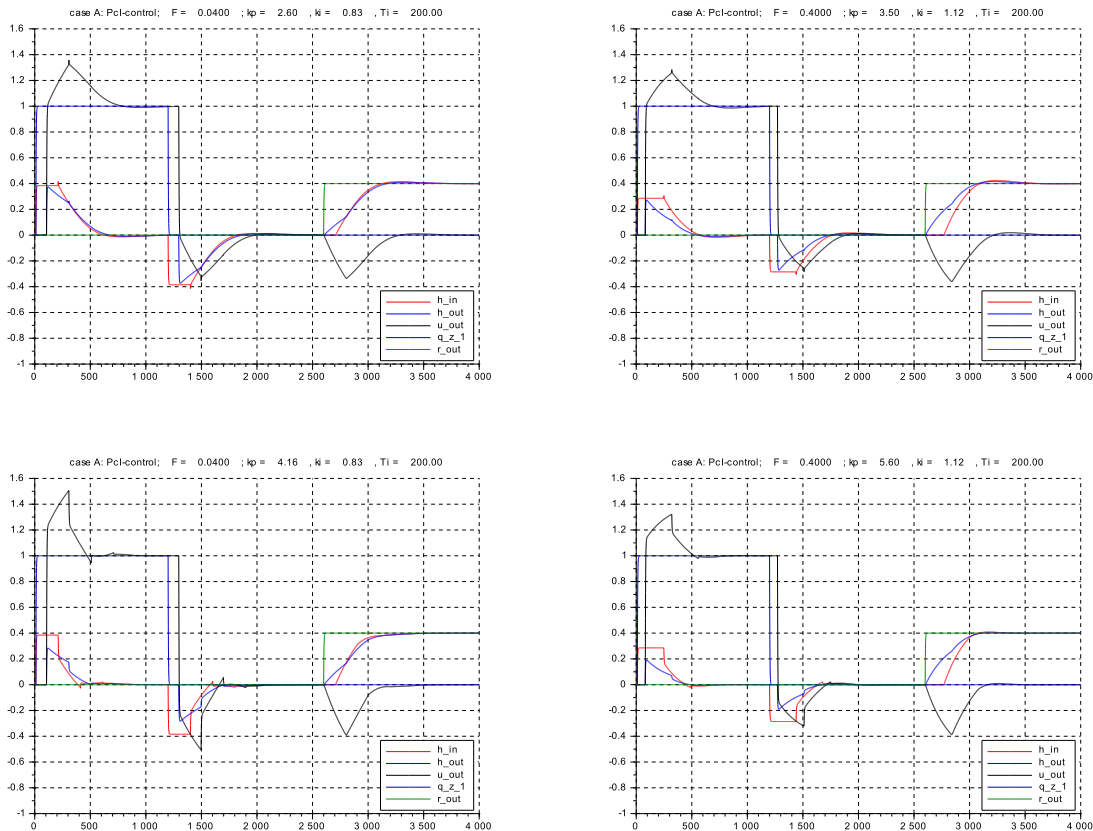 case A: PcI-control; F = 0.0400 ; kp = 2.60 , ki = 0.83 , Ti = 200.00
1.6
1.4
1.2
1
0.8
0.6
0.4
0.2
0
-0.2
-0.4
-0.6
-0.8
-1
h_in
h_out
u_out
q_z_1
r_out
0 500 1 000 1 500 2 000 2 500 3 000 3 500 4 000
case A: PcI-control; F = 0.4000 ; kp = 3.50 , ki = 1.12 , Ti = 200.00
1.6
1.4
1.2
1
0.8
0.6
0.4
0.2
0
-0.2
-0.4
-0.6
-0.8
-1
h_in
h_out
u_out
q_z_1
r_out
0 500 1 000 1 500 2 000 2 500 3 000 3 500 4 000
case A: PcI-control; F = 0.0400 ; kp = 4.16 , ki = 0.83 , Ti = 200.00
1.6
1.4
1.2
1
0.8
0.6
0.4
0.2
0
-0.2
-0.4
-0.6
-0.8
-1
h_in
h_out
u_out
q_z_1
r_out
0 500 1 000 1 500 2 000 2 500 3 000 3 500 4 000
case A: PcI-control; F = 0.4000 ; kp = 5.60 , ki = 1.12 , Ti = 200.00
1.6
1.4
1.2
1
0.8
0.6
0.4
0.2
0
-0.2
-0.4
-0.6
-0.8
-1
h_in
h_out
u_out
q_z_1
r_out
0 500 1 000 1 500 2 000 2 500 3 000 3 500 4 000